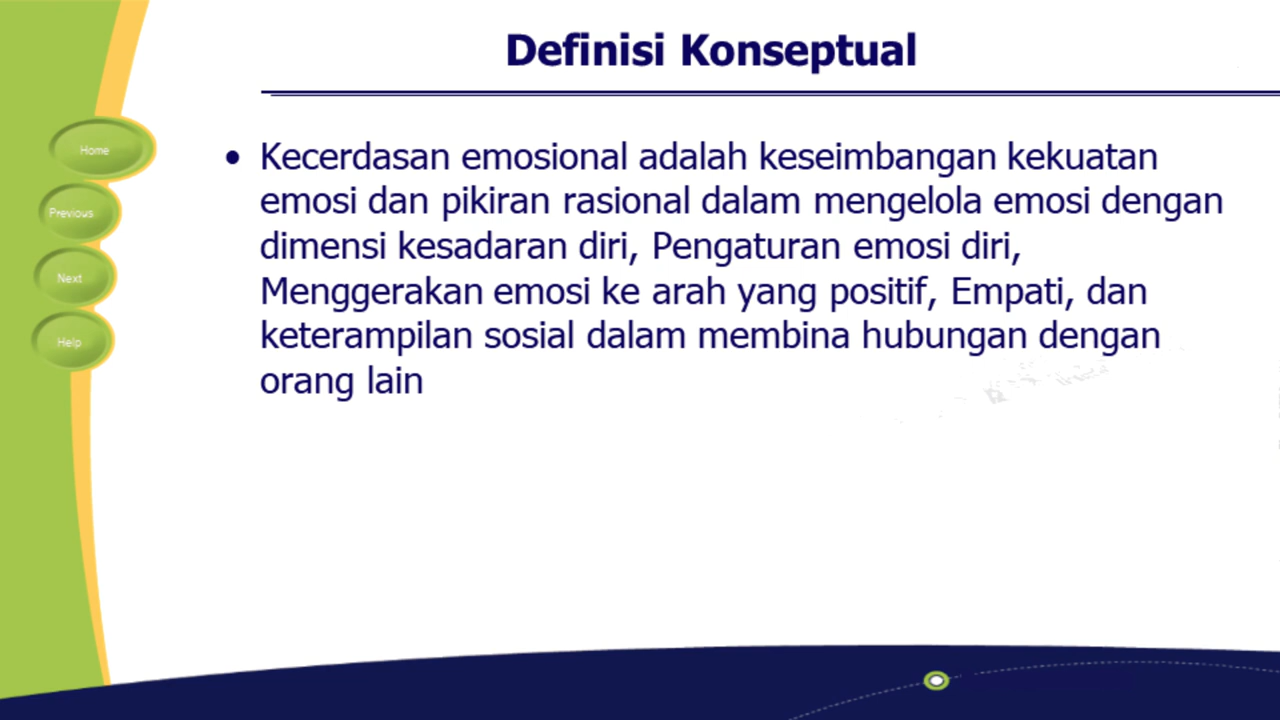 Definisi Konseptual
Home
Previous
Next
Help
• Kecerdasan emosional adalah keseimbangan kekuatan
emosi dan pikiran rasional dalam mengelola emosi dengan
dimensi kesadaran diri, Pengaturan emosi diri,
Menggerakan emosi ke arah yang positif, Empati, dan
keterampilan sosial dalam membina hubungan dengan
orang lain